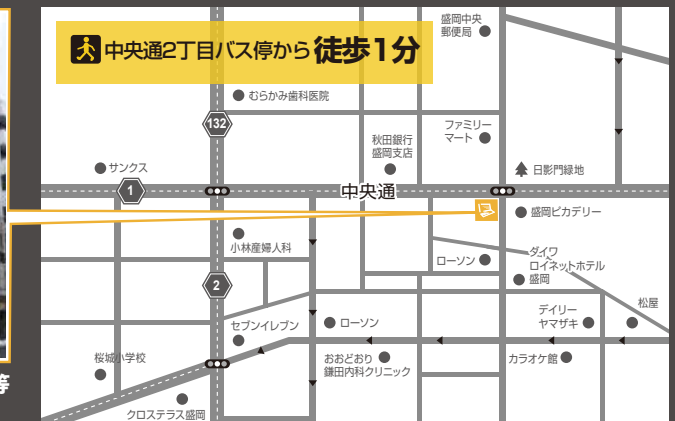 中央通2丁目バス停から徒歩1分
盛岡中央
郵便局
むらかみ歯科医院
132
ファミリー
マート
秋田銀行
盛岡支店
サンクス
日影門緑地
1
中央通
盛岡ピカデリー
小林産婦人科
ローソン
ダイワ
ロイネットホテル
盛岡
2
松屋
デイリー
ヤマザキ
セブンイレブン
ローソン
桜城小学校
おおどおり
鎌田内科クリニック
カラオケ館
等
クロステラス盛岡